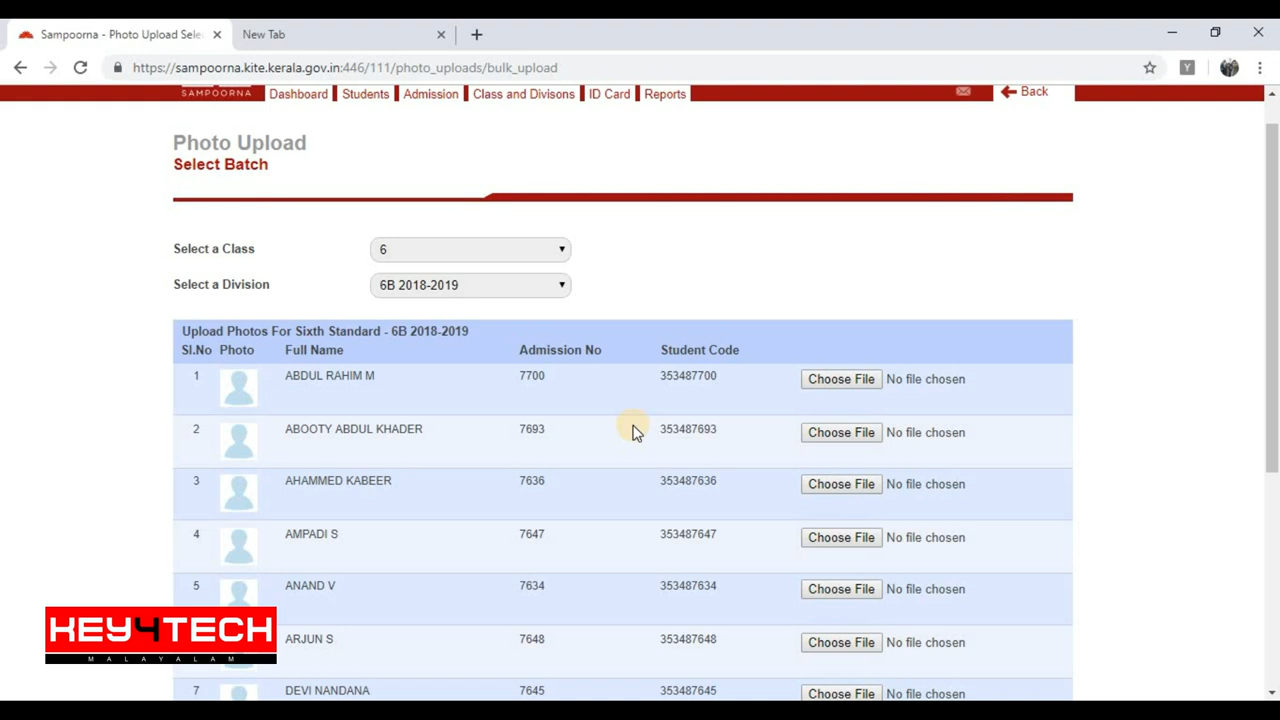 Sampoorna - Photo Upload Sele
New Tab
https://sampoorna.kite.kerala.gov.in:446/111/photo_uploads/bulk_upload
Y
SAMPOORNA Dashboard Students Admission Class and Divisons ID Card Reports Back
Photo Upload
Select Batch
Select a Class 6
Select a Division 6B 2018-2019
Upload Photos For Sixth Standard - 6B 2018-2019
Sl.No Photo Full Name Admission No Student Code
1 ABDUL RAHIM M 7700 353487700 Choose File No file chosen
2 ABOOTY ABDUL KHADER 7693 353487693 Choose File No file chosen
3 AHAMMED KABEER 7636 353487636 Choose File No file chosen
4 AMPADI S 7647 353487647 Choose File No file chosen
5 ANAND V 7634 353487634 Choose File No file chosen
ARJUN S 7648 353487648 Choose File No file chosen
7 DEVI NANDANA 7645 353487645 Choose File No file chosen
KEY4TECH
MALAYALAM